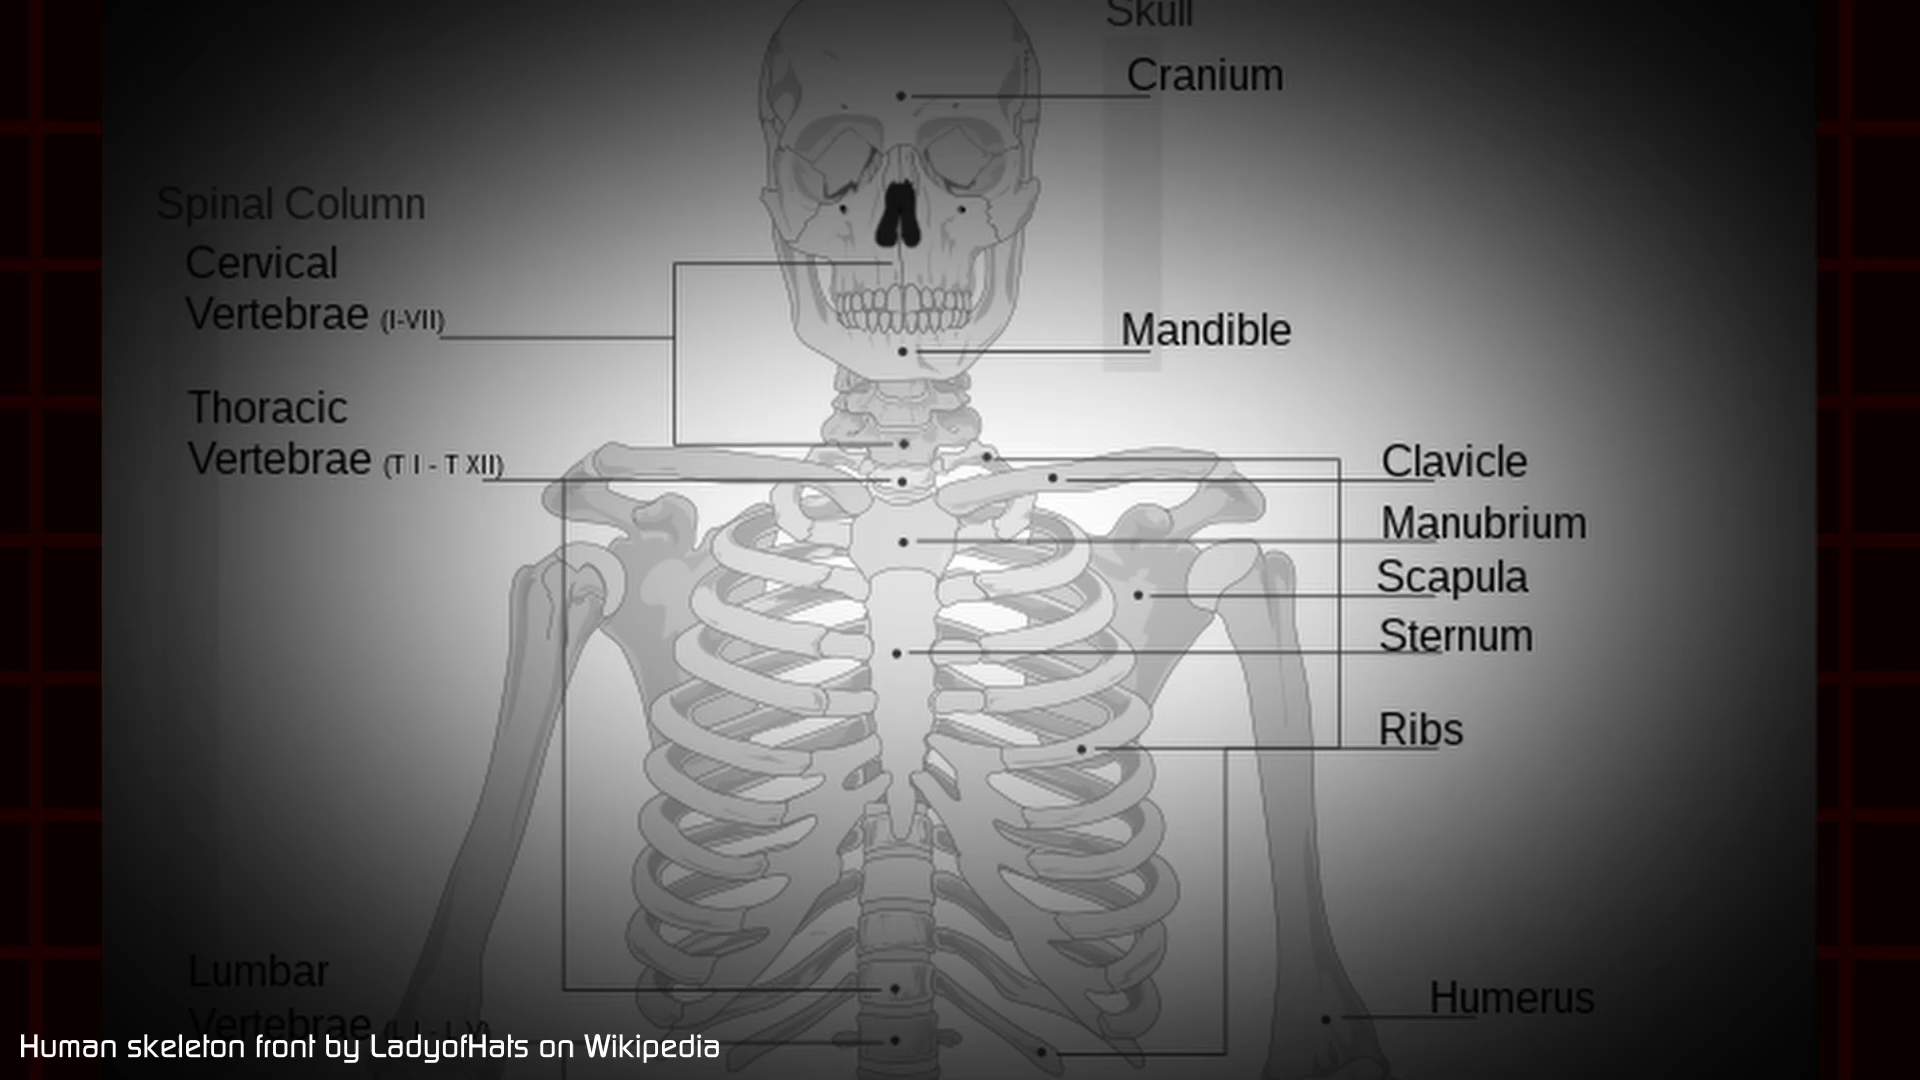 Skull
Cranium
Spinal Column
Cervical
Vertebrae (I-VII)
Mandible
Thoracic
Vertebrae (T I - T XII)
Clavicle
Manubrium
Scapula
Sternum
Ribs
Lumbar
Vertebrae (L I - L V)
Humerus
Human skeleton front by LadyofHats on Wikipedia